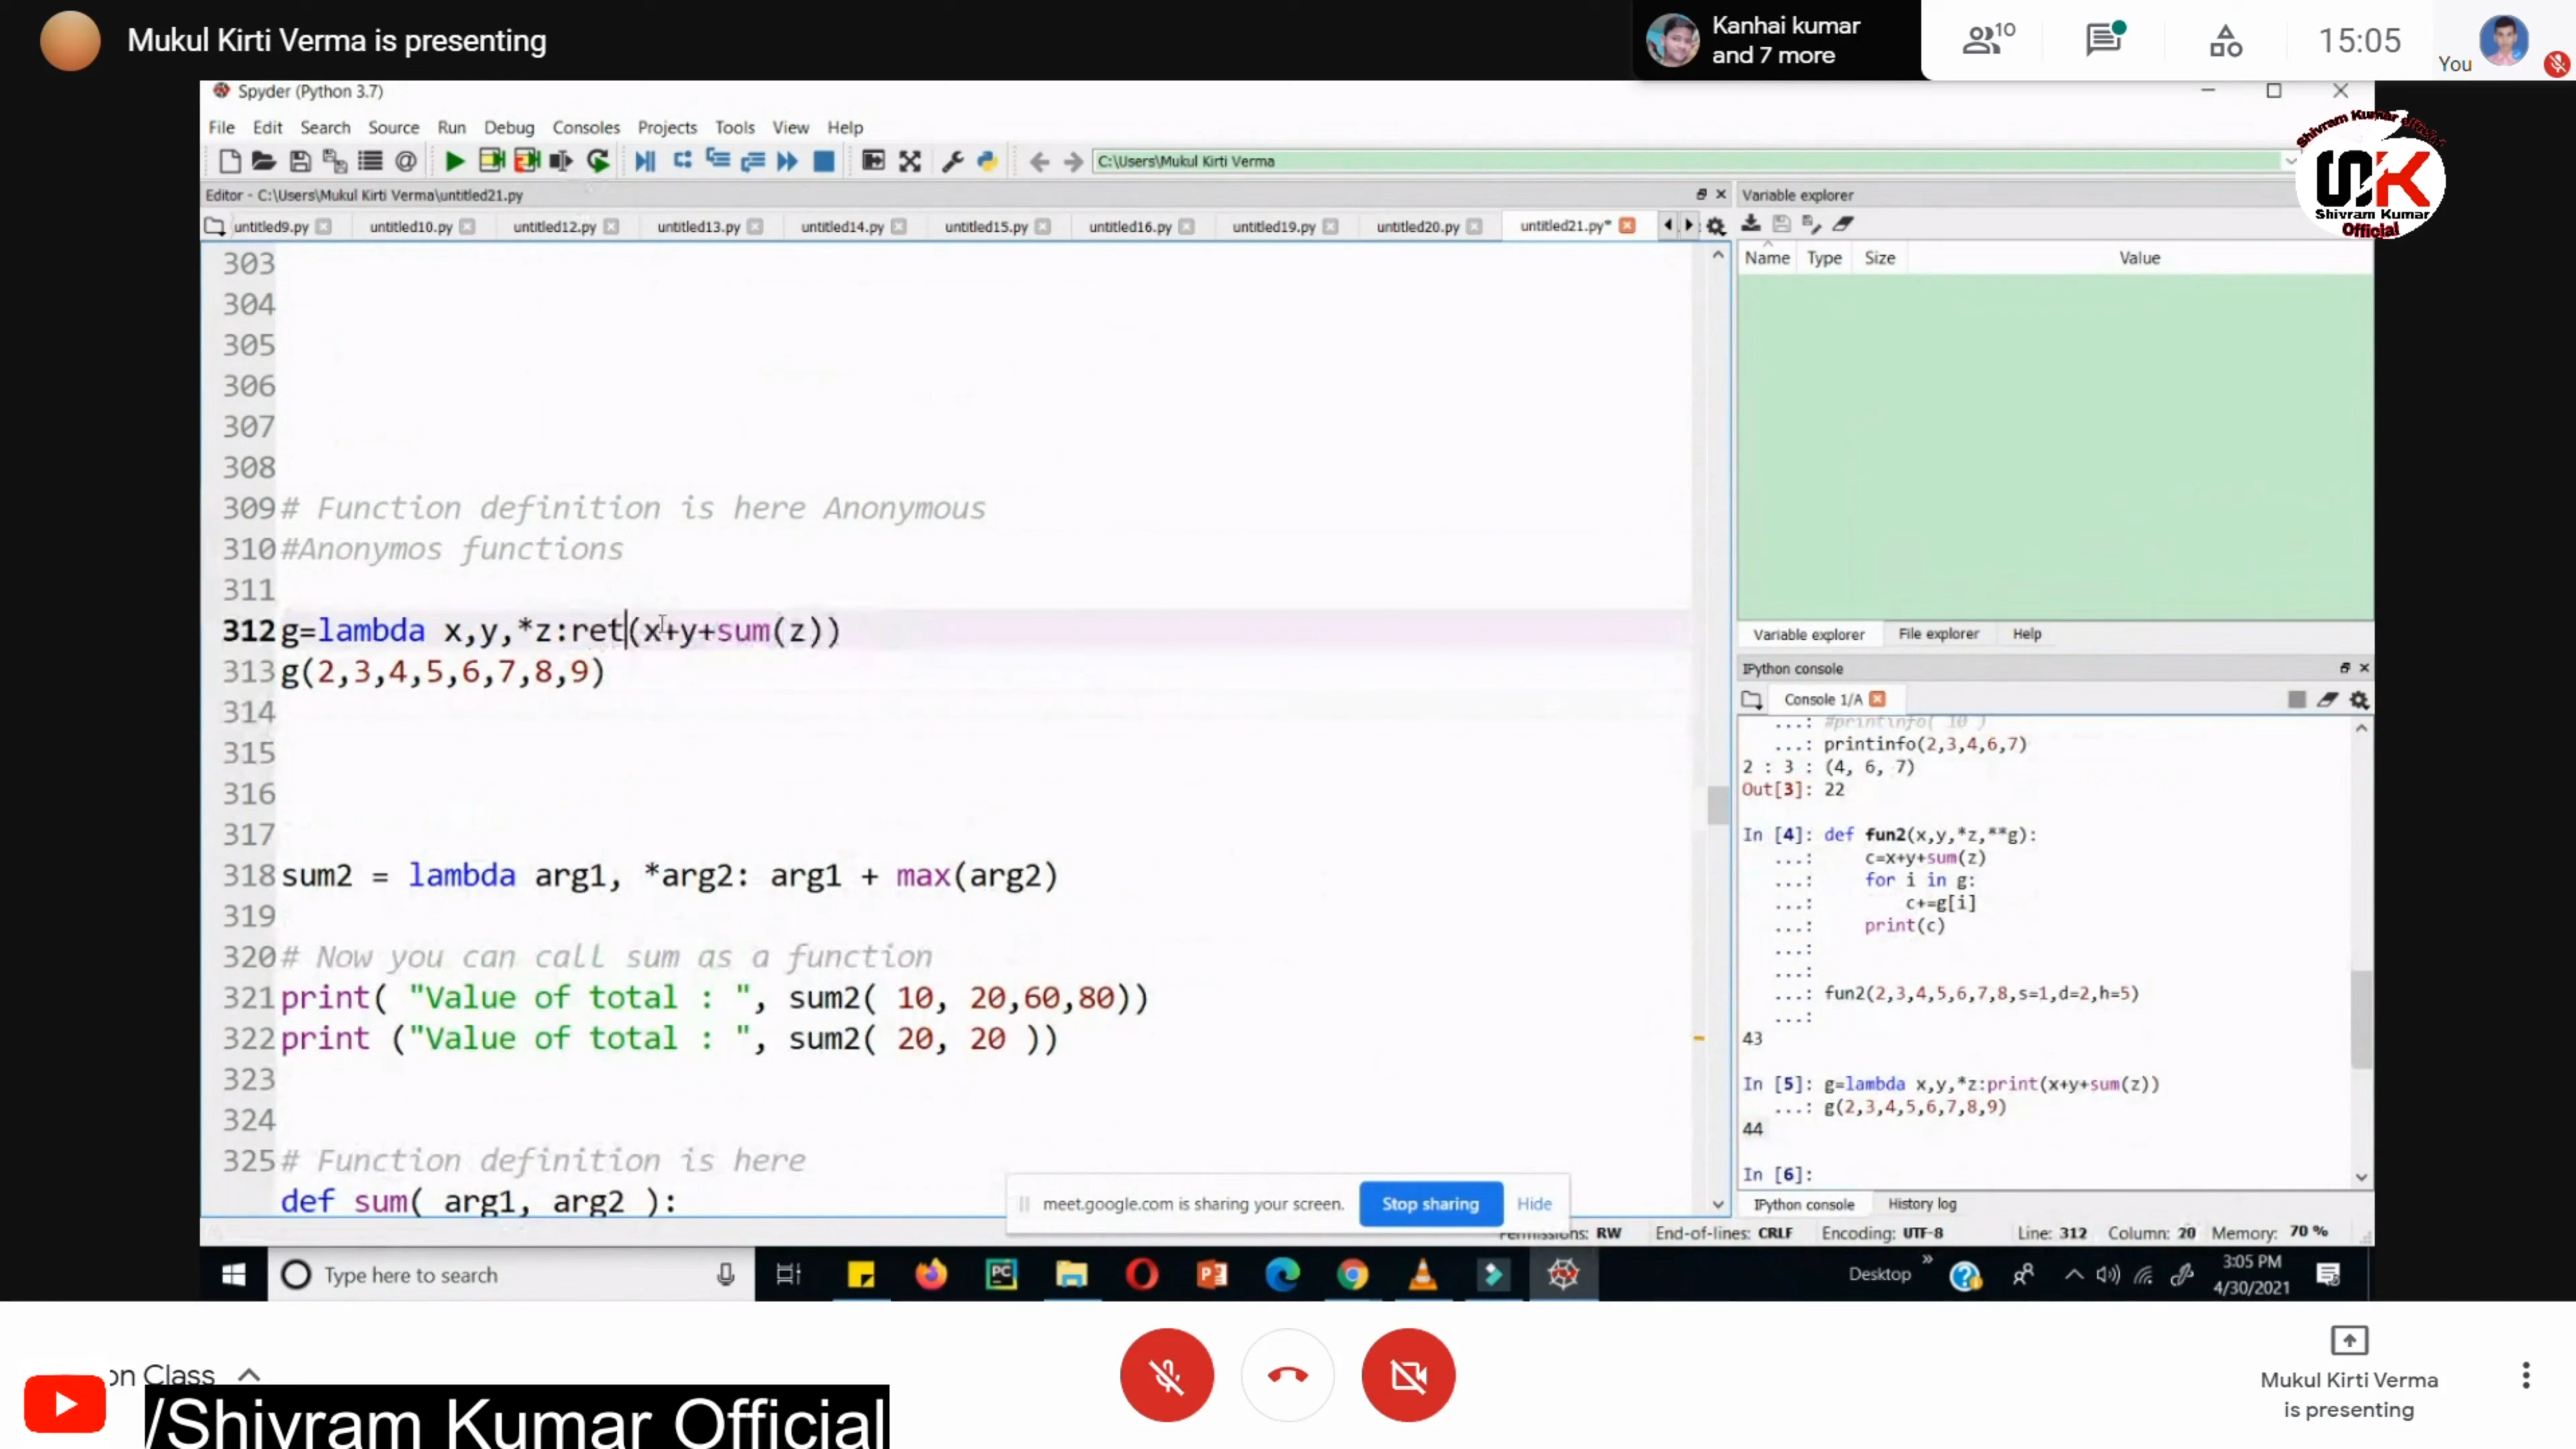 Mukul Kirti Verma is presenting
Kanhai kumar
and 7 more
10
15:05
You
Spyder (Python 3.7)
File Edit Search Source Run Debug Consoles Projects Tools View Help
C:\Users\Mukul Kirti Verma
Shivram Kumar
SK
Shivram Kumar
Official
Editor - C:\Users\Mukul Kirti Verma\untitled21.py
untitled9.py untitled10.py untitled12.py untitled13.py untitled14.py untitled15.py untitled16.py untitled19.py untitled20.py untitled21.py*
303
304
305
306
307
308
309 # Function definition is here Anonymous
310 #Anonymos functions
311
312 g=lambda x,y,*z:ret(x+y+sum(z))
313 g(2,3,4,5,6,7,8,9)
314
315
316
317
318 sum2 = lambda arg1, *arg2: arg1 + max(arg2)
319
320 # Now you can call sum as a function
321 print( "Value of total : ", sum2( 10, 20,60,80))
322 print ("Value of total : ", sum2( 20, 20 ))
323
324
325 # Function definition is here
def sum( arg1, arg2 ):
Variable explorer
Name Type Size Value
Variable explorer File explorer Help
IPython console
Console 1/A
...: #printinfo( 10 )
...: printinfo(2,3,4,6,7)
2 : 3 : (4, 6, 7)
Out[3]: 22
In [4]: def fun2(x,y,*z,**g):
...: c=x+y+sum(z)
...: for i in g:
...: c+=g[i]
...: print(c)
...:
...:
...: fun2(2,3,4,5,6,7,8,s=1,d=2,h=5)
...:
43
In [5]: g=lambda x,y,*z:print(x+y+sum(z))
...: g(2,3,4,5,6,7,8,9)
44
In [6]:
IPython console History log
meet.google.com is sharing your screen. Stop sharing Hide
Permissions: RW End-of-lines: CRLF Encoding: UTF-8 Line: 312 Column: 20 Memory: 70 %
Type here to search
Desktop
3:05 PM
4/30/2021
on Class
/Shivram Kumar Official
Mukul Kirti Verma
is presenting